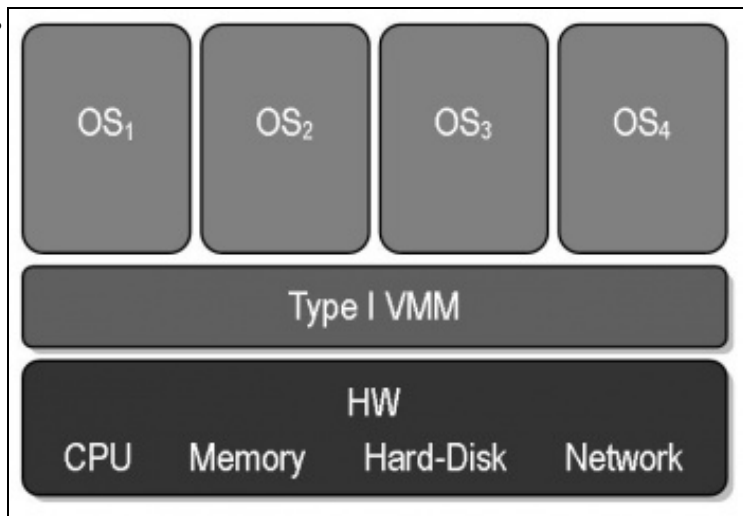 OS₁ OS₂ OS₃ OS₄
Type I VMM
HW
CPU Memory Hard-Disk Network